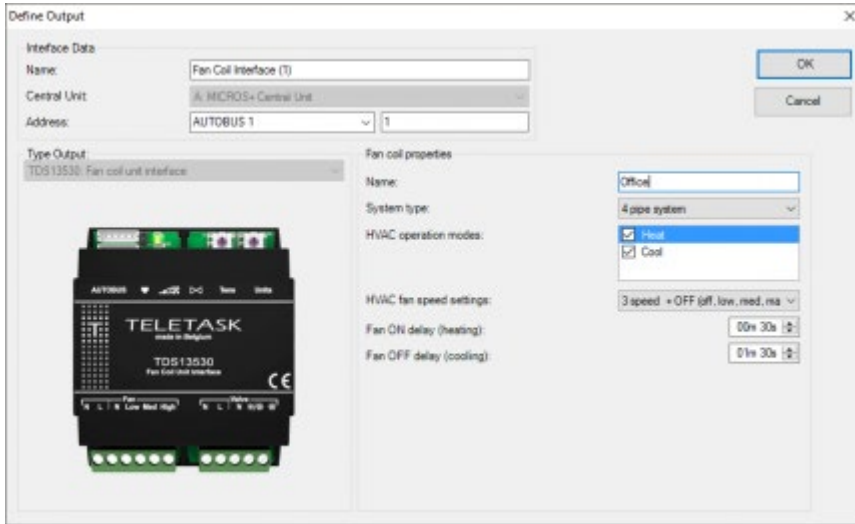 Define Output
Interface Data
Name: Fan Coil Interface (1)
OK
Central Unit: A: MICROS+ Central Unit
Cancel
Address: AUTOBUS 1 1
Type Output:
TDS13530: Fan coil unit interface
Fan coil properties
Name: Office
System type: 4 pipe system
HVAC operation modes: Heat
Cool
HVAC fan speed settings: 3 speed + OFF (off, low, med, ma
Fan ON delay (heating): 00m 30s
Fan OFF delay (cooling): 01m 30s
AUTOBUS Tens Units
T TELETASK
made in Belgium
TDS13530
Fan Coil Unit Interface
CE
Fan Valve
N L N Low Med High N L N